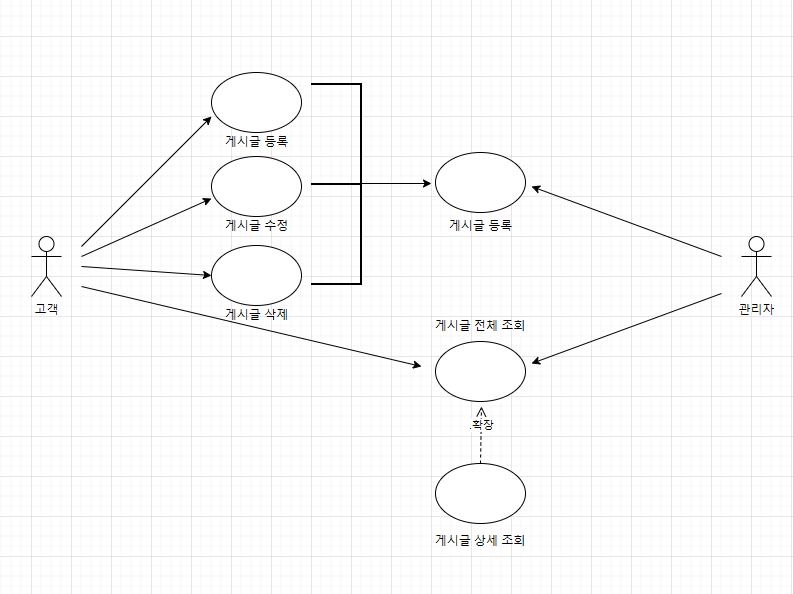 게시글 등록
게시글 수정
게시글 삭제
고객
게시글 등록
관리자
게시글 전체 조회
확장
게시글 상세 조회